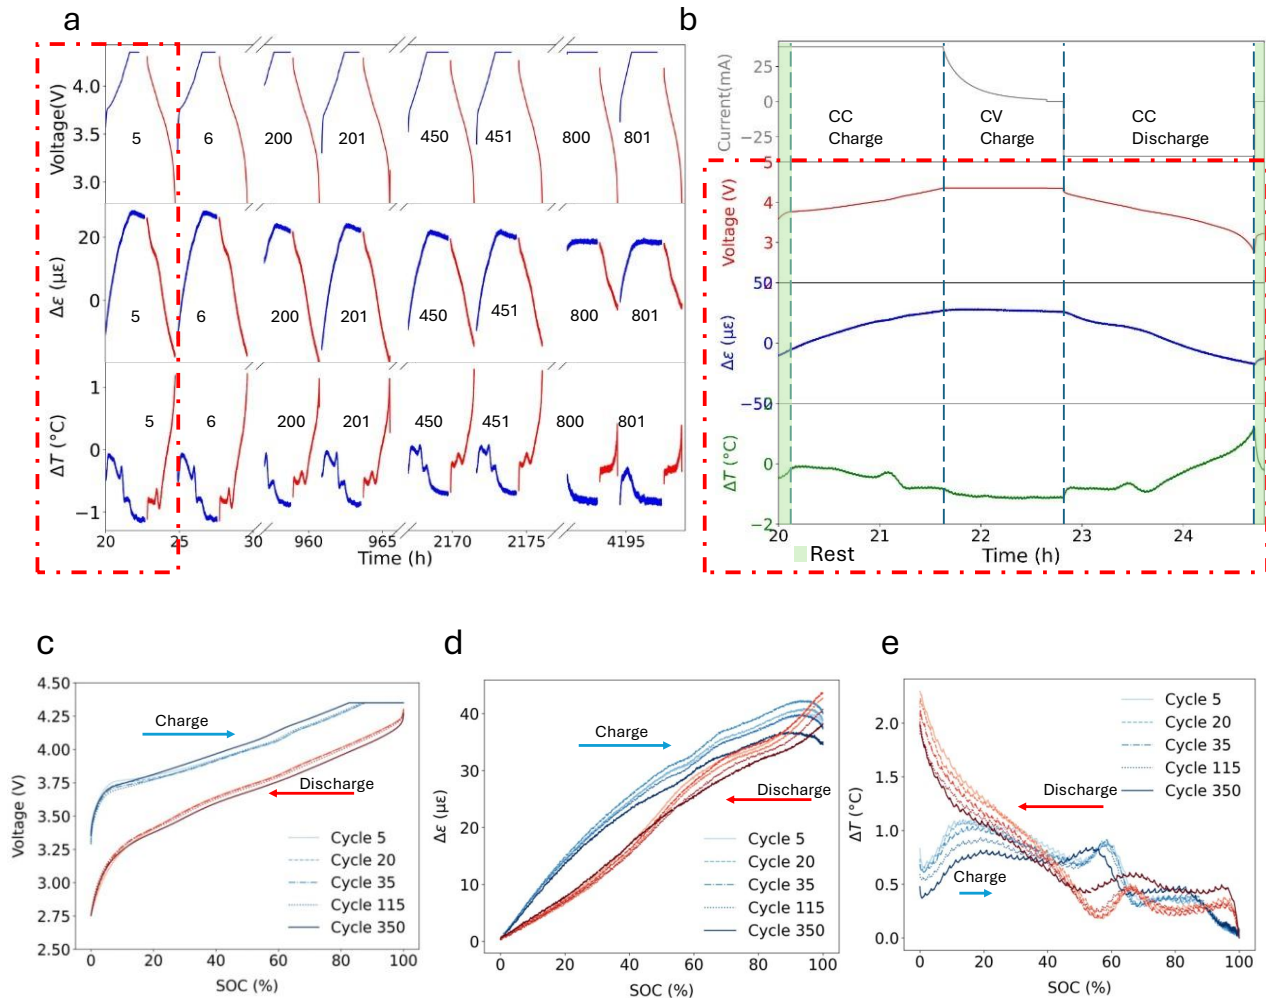 a
Voltage(V)
4.0
3.5
3.0
5
6
200
201
450
451
800
801
Δε (με)
20
0
5
6
200
201
450
451
800
801
ΔT (°C)
1
0
−1
5
6
200
201
450
451
800
801
20
25
30
960
965
2170
2175
4195
Time (h)
b
Current(mA)
25
0
−25
CC
Charge
CV
Charge
CC
Discharge
Voltage (V)
5
4
3
Δε (με)
50
0
−50
ΔT (°C)
0
−2
20
21
22
23
24
Rest
Time (h)
c
Voltage (V)
4.50
4.25
4.00
3.75
3.50
3.25
3.00
2.75
2.50
Charge
Discharge
Cycle 5
Cycle 20
Cycle 35
Cycle 115
Cycle 350
0
20
40
60
80
100
SOC (%)
d
Δε (με)
40
30
20
10
0
Charge
Discharge
Cycle 5
Cycle 20
Cycle 35
Cycle 115
Cycle 350
0
20
40
60
80
100
SOC (%)
e
ΔT (°C)
2.0
1.5
1.0
0.5
0.0
Cycle 5
Cycle 20
Cycle 35
Cycle 115
Cycle 350
Discharge
Charge
0
20
40
60
80
100
SOC (%)